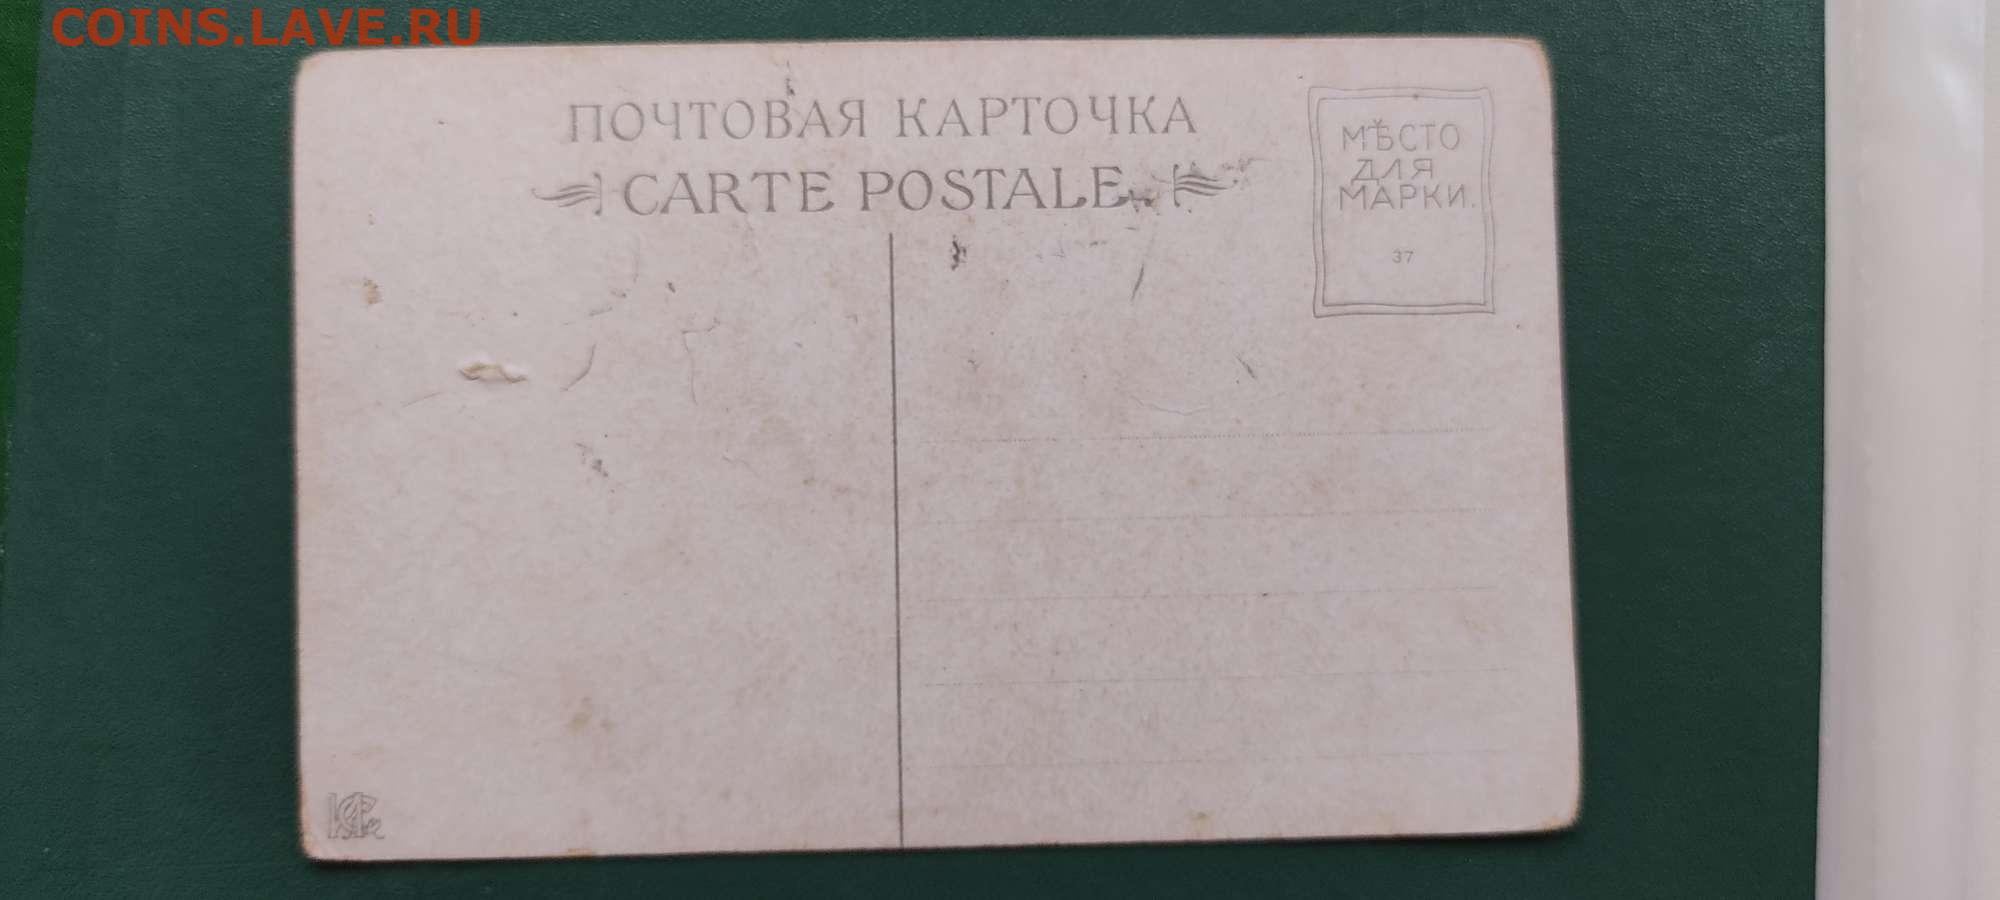 COINS.LAVE.RU
ПОЧТОВАЯ КАРТОЧКА
CARTE POSTALE
МѢСТО
ДЛЯ
МАРКИ.
37